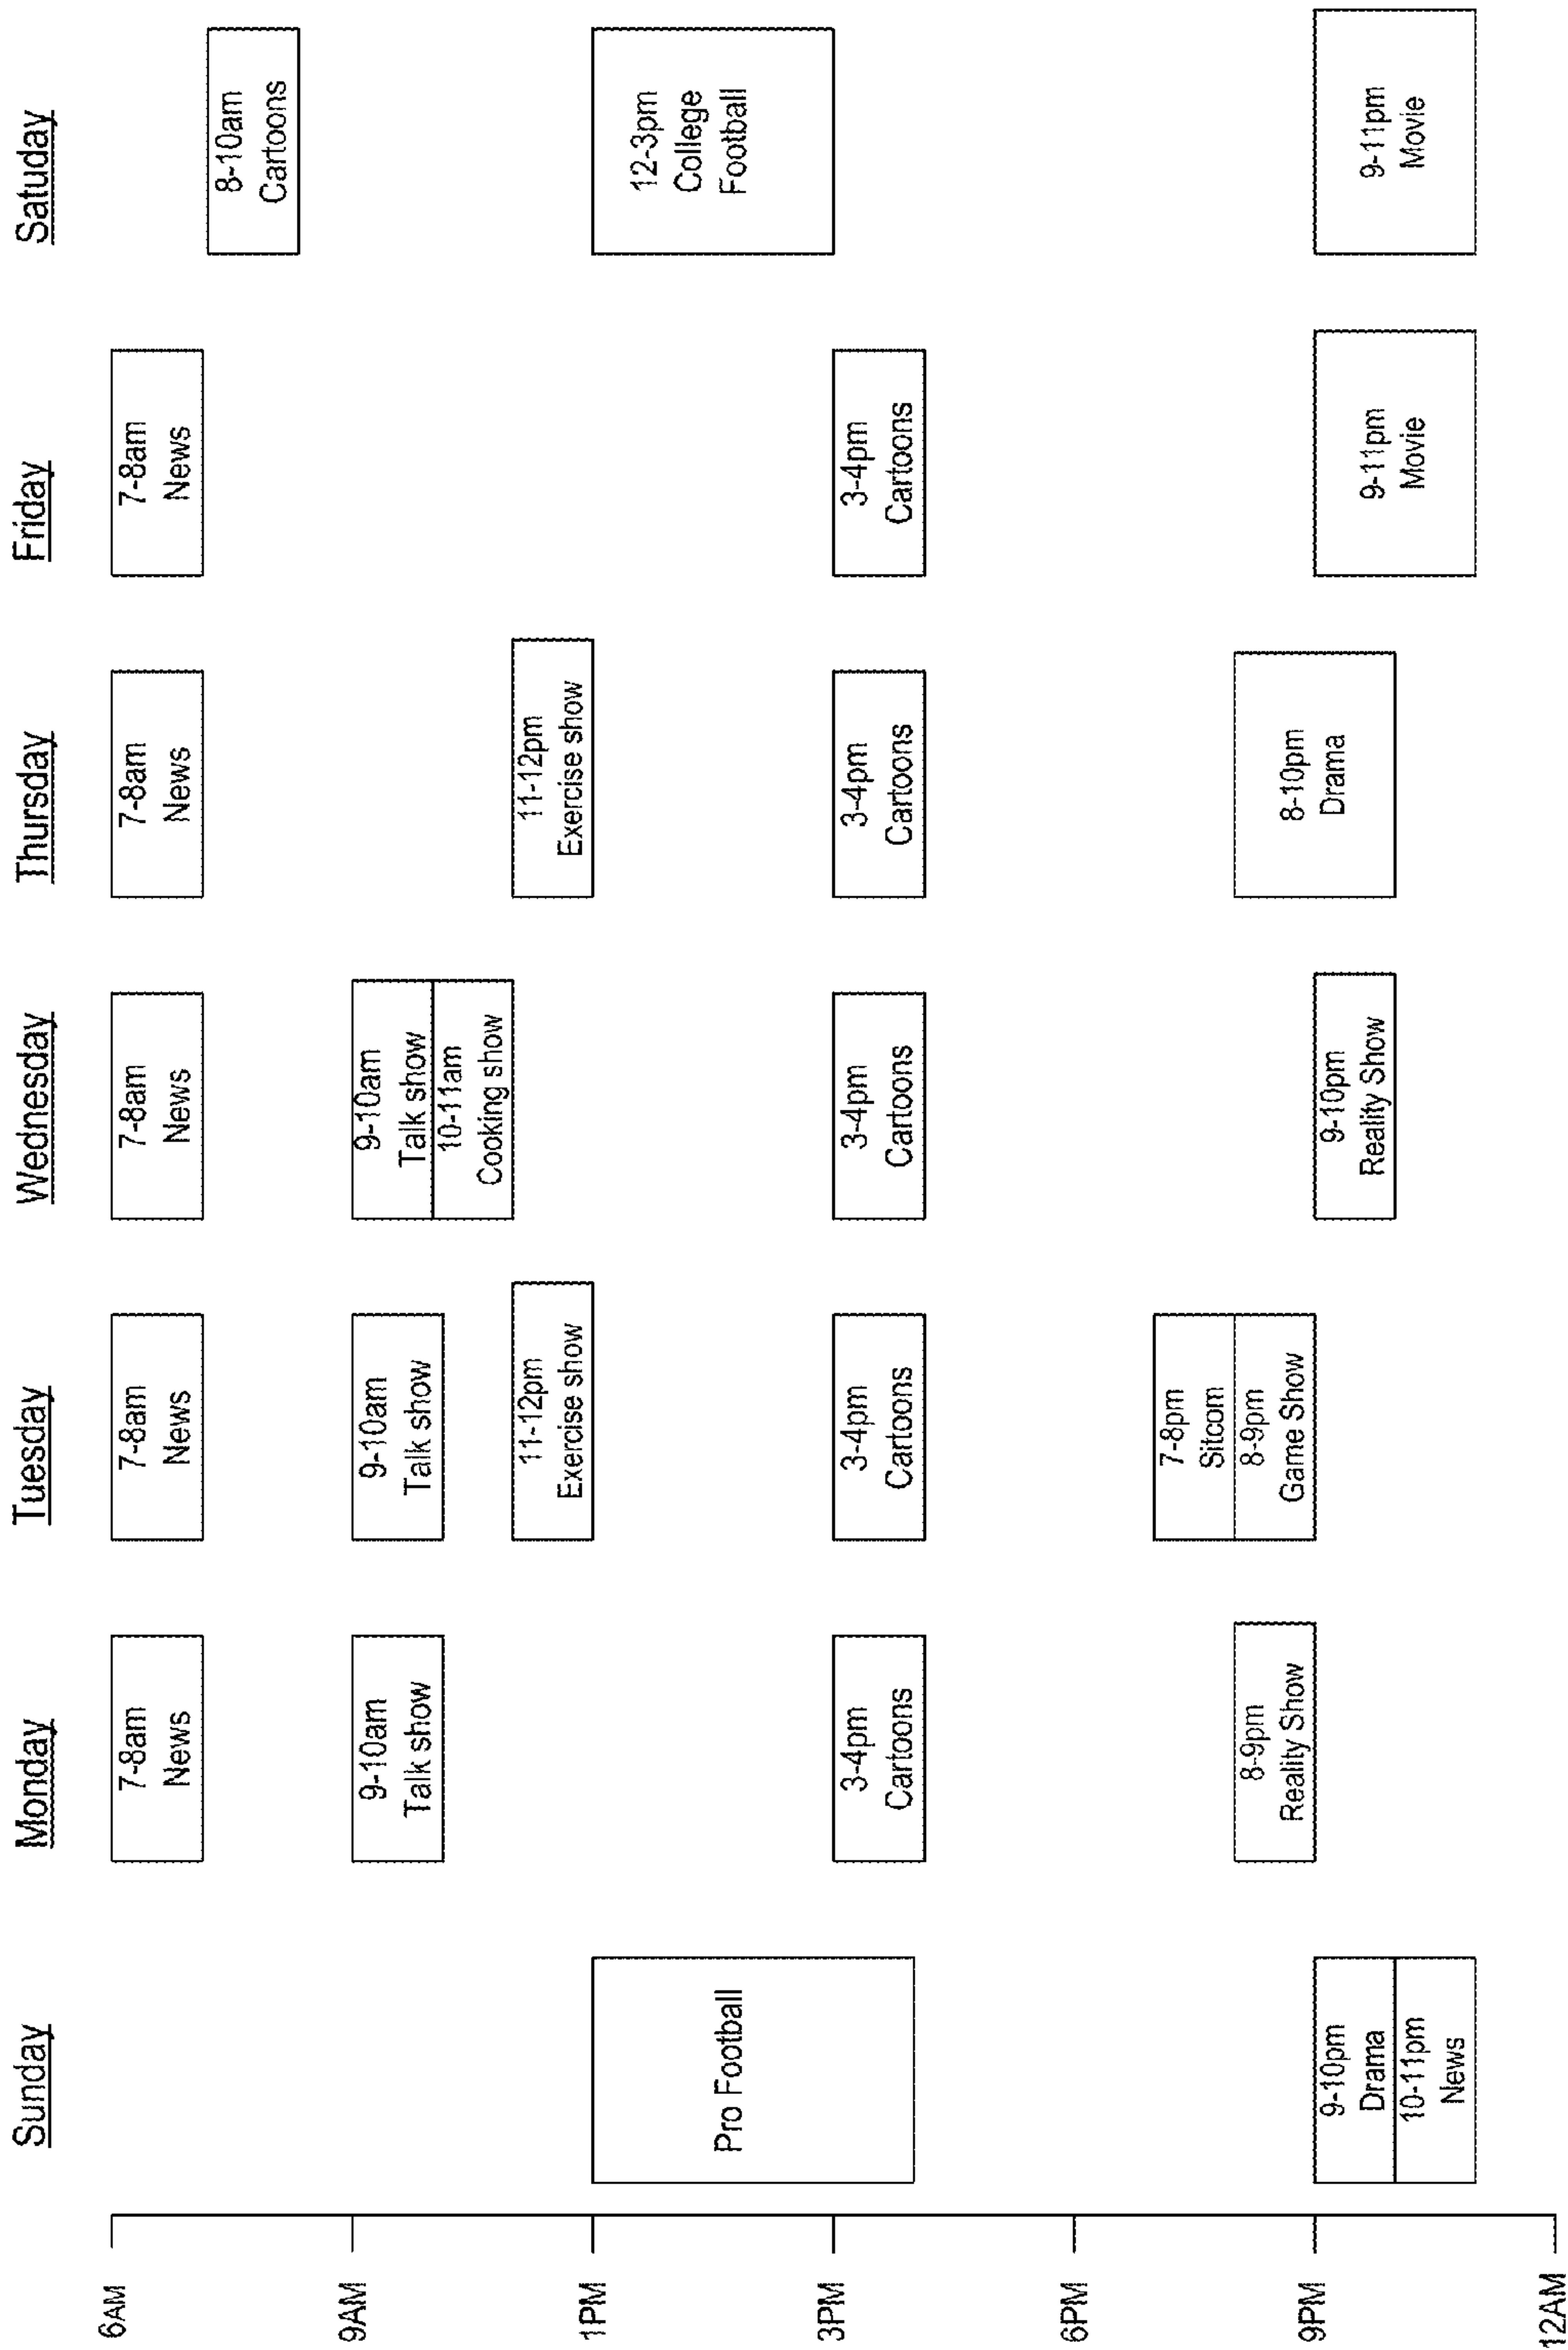 Sunday
Monday
Tuesday
Wednesday
Thursday
Friday
Satuday
6AM
9AM
1PM
3PM
6PM
9PM
12AM
Pro Football
9-10pm
Drama
10-11pm
News
7-8am
News
9-10am
Talk show
3-4pm
Cartoons
8-9pm
Reality Show
7-8am
News
9-10am
Talk show
11-12pm
Exercise show
3-4pm
Cartoons
7-8pm
Sitcom
8-9pm
Game Show
7-8am
News
9-10am
Talk show
10-11am
Cooking show
3-4pm
Cartoons
9-10pm
Reality Show
7-8am
News
11-12pm
Exercise show
3-4pm
Cartoons
8-10pm
Drama
7-8am
News
3-4pm
Cartoons
9-11pm
Movie
8-10am
Cartoons
12-3pm
College
Football
9-11pm
Movie